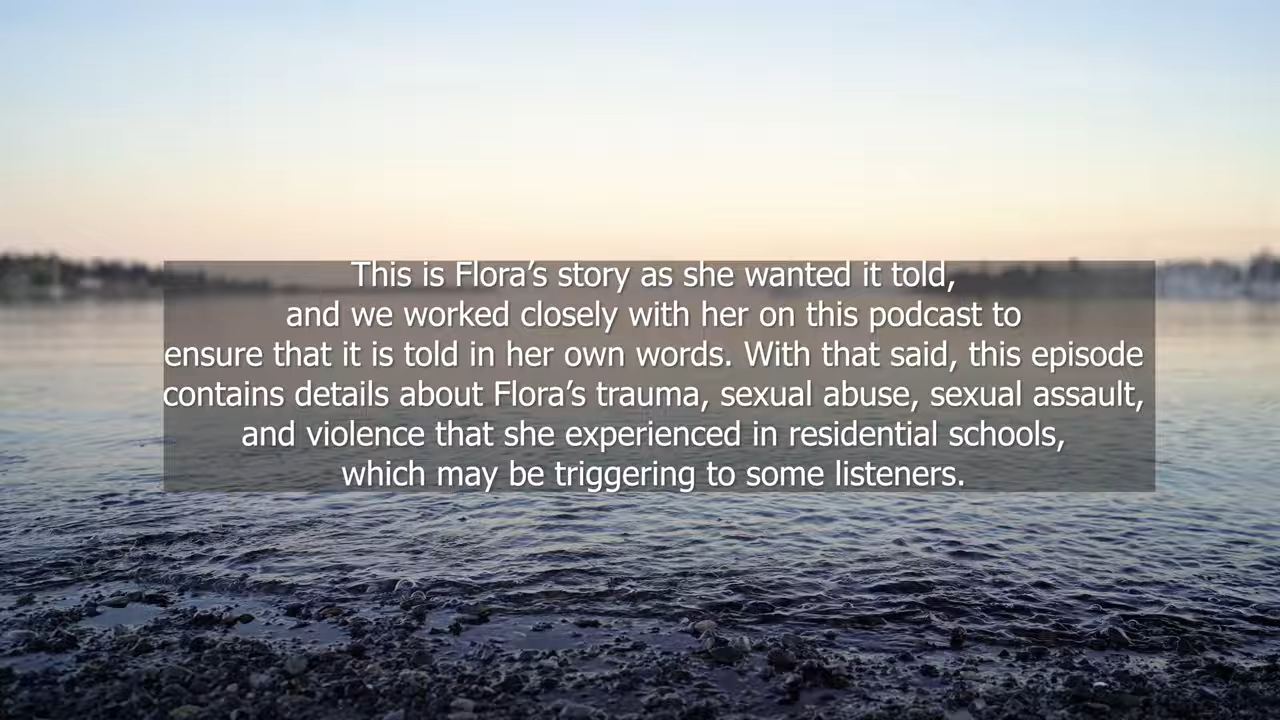 This is Flora’s story as she wanted it told,
and we worked closely with her on this podcast to
ensure that it is told in her own words. With that said, this episode
contains details about Flora’s trauma, sexual abuse, sexual assault,
and violence that she experienced in residential schools,
which may be triggering to some listeners.